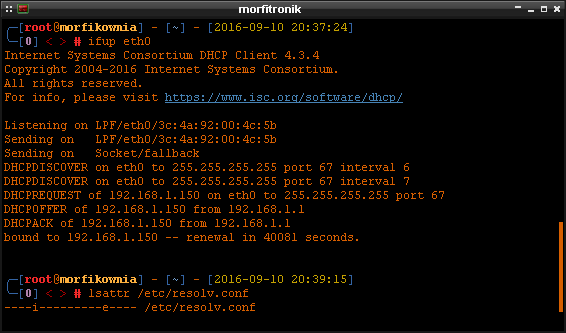 morfitronik
[root@morfikownia] - [~] - [2016-09-10 20:37:24]
[0] < > # ifup eth0
Internet Systems Consortium DHCP Client 4.3.4
Copyright 2004-2016 Internet Systems Consortium.
All rights reserved.
For info, please visit https://www.isc.org/software/dhcp/
Listening on LPF/eth0/3c:4a:92:00:4c:5b
Sending on   LPF/eth0/3c:4a:92:00:4c:5b
Sending on   Socket/fallback
DHCPDISCOVER on eth0 to 255.255.255.255 port 67 interval 6
DHCPDISCOVER on eth0 to 255.255.255.255 port 67 interval 7
DHCPREQUEST of 192.168.1.150 on eth0 to 255.255.255.255 port 67
DHCPOFFER of 192.168.1.150 from 192.168.1.1
DHCPACK of 192.168.1.150 from 192.168.1.1
bound to 192.168.1.150 -- renewal in 40081 seconds.
[root@morfikownia] - [~] - [2016-09-10 20:39:15]
[0] < > # lsattr /etc/resolv.conf
----i---------e---- /etc/resolv.conf